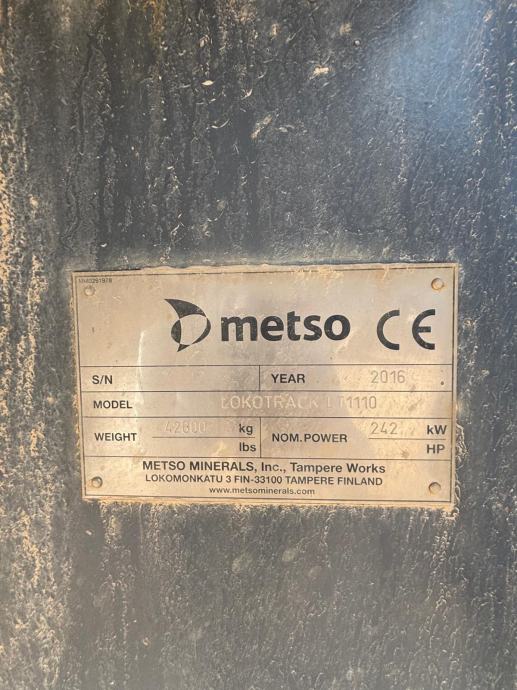 MM0291978
metso CE
S/N YEAR 2016
MODEL LOKOTRACK LT1110
WEIGHT 42600 kg lbs NOM.POWER 242 kW HP
METSO MINERALS, Inc., Tampere Works
LOKOMONKATU 3 FIN-33100 TAMPERE FINLAND
www.metsominerals.com